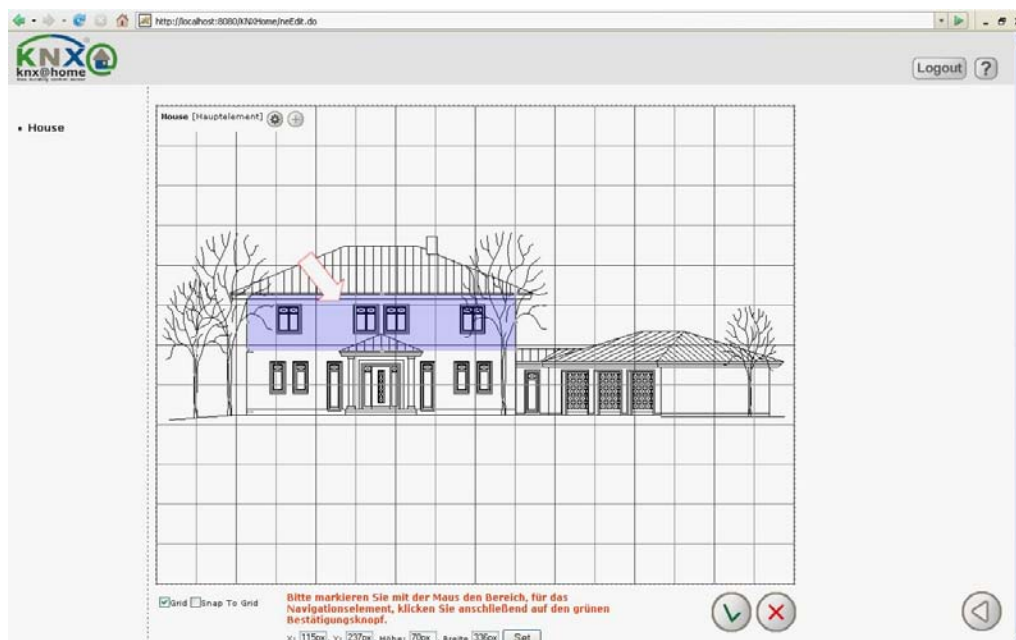 http://localhost:8080/KNXHome/neEdit.do
KNX@
knx@home
Logout ?
House
House [Hauptelement]
Grid Snap To Grid
Bitte markieren Sie mit der Maus den Bereich, für das
Navigationselement, klicken Sie anschließend auf den grünen
Bestätigungsknopf.
X: 115px, Y: 237px, Höhe: 70px, Breite 336px Set